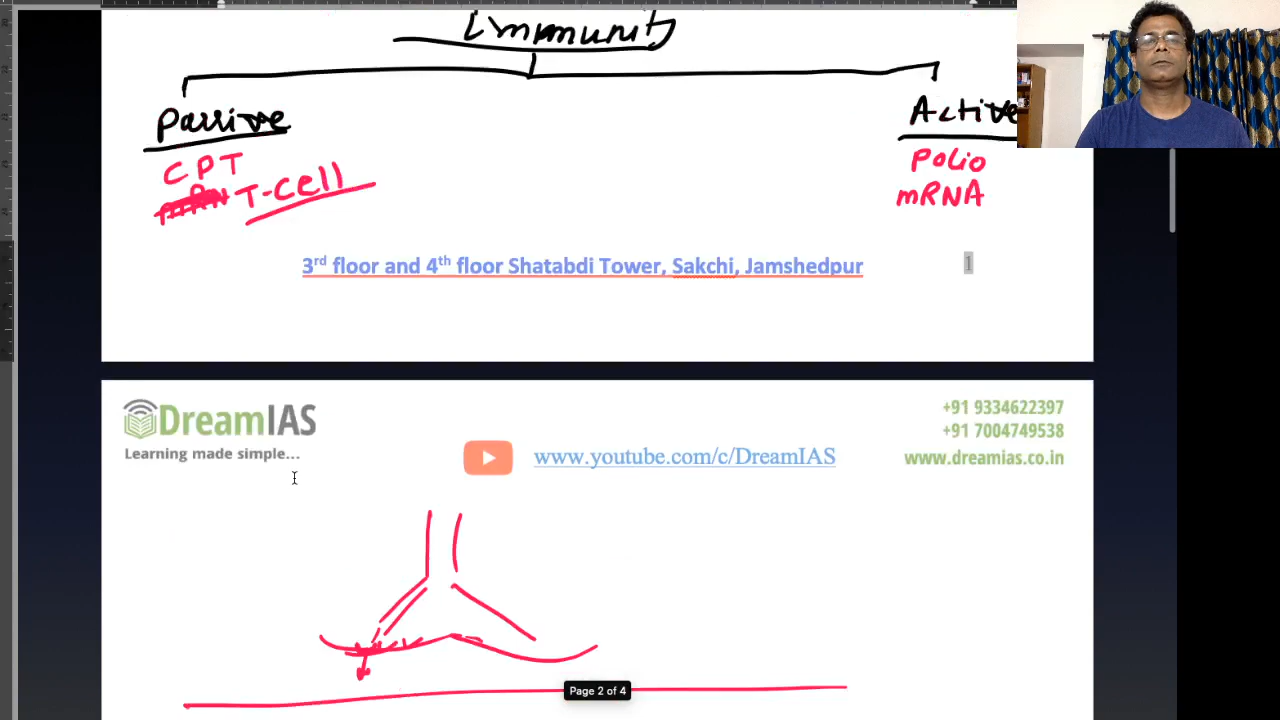 Immunity
Passive
Active
CPT
T-cell
Polio
mRNA
3rd floor and 4th floor Shatabdi Tower, Sakchi, Jamshedpur
1
DreamIAS
Learning made simple...
www.youtube.com/c/DreamIAS
+91 9334622397
+91 7004749538
www.dreamias.co.in
Page 2 of 4